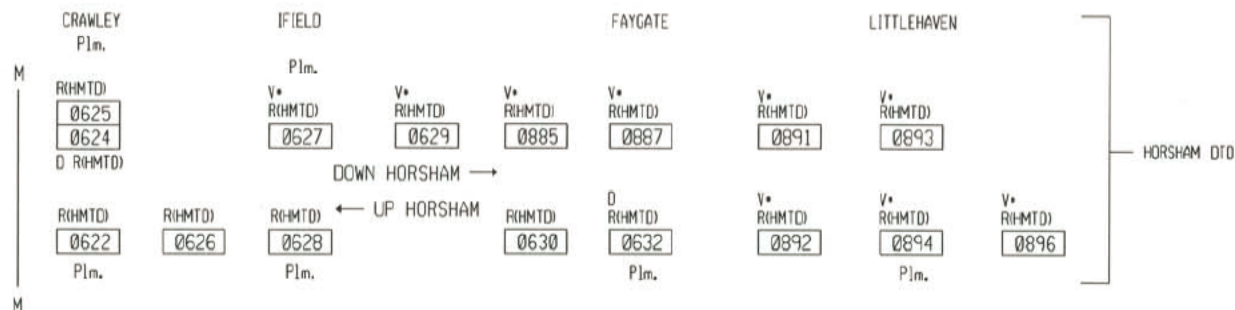 CRAWLEY IFIELD FAYGATE LITTLEHAVEN
Plm.
Plm.
M
V* V* V* V* V* V*
R(HMTD) R(HMTD) R(HMTD) R(HMTD) R(HMTD) R(HMTD) R(HMTD)
0625
0624 0627 0629 0885 0887 0891 0893
HORSHAM DTD
D R(HMTD)
DOWN HORSHAM →
← UP HORSHAM
D V* V* V*
R(HMTD) R(HMTD) R(HMTD) R(HMTD) R(HMTD) R(HMTD) R(HMTD) R(HMTD)
0622 0626 0628 0630 0632 0892 0894 0896
Plm. Plm. Plm. Plm.
M